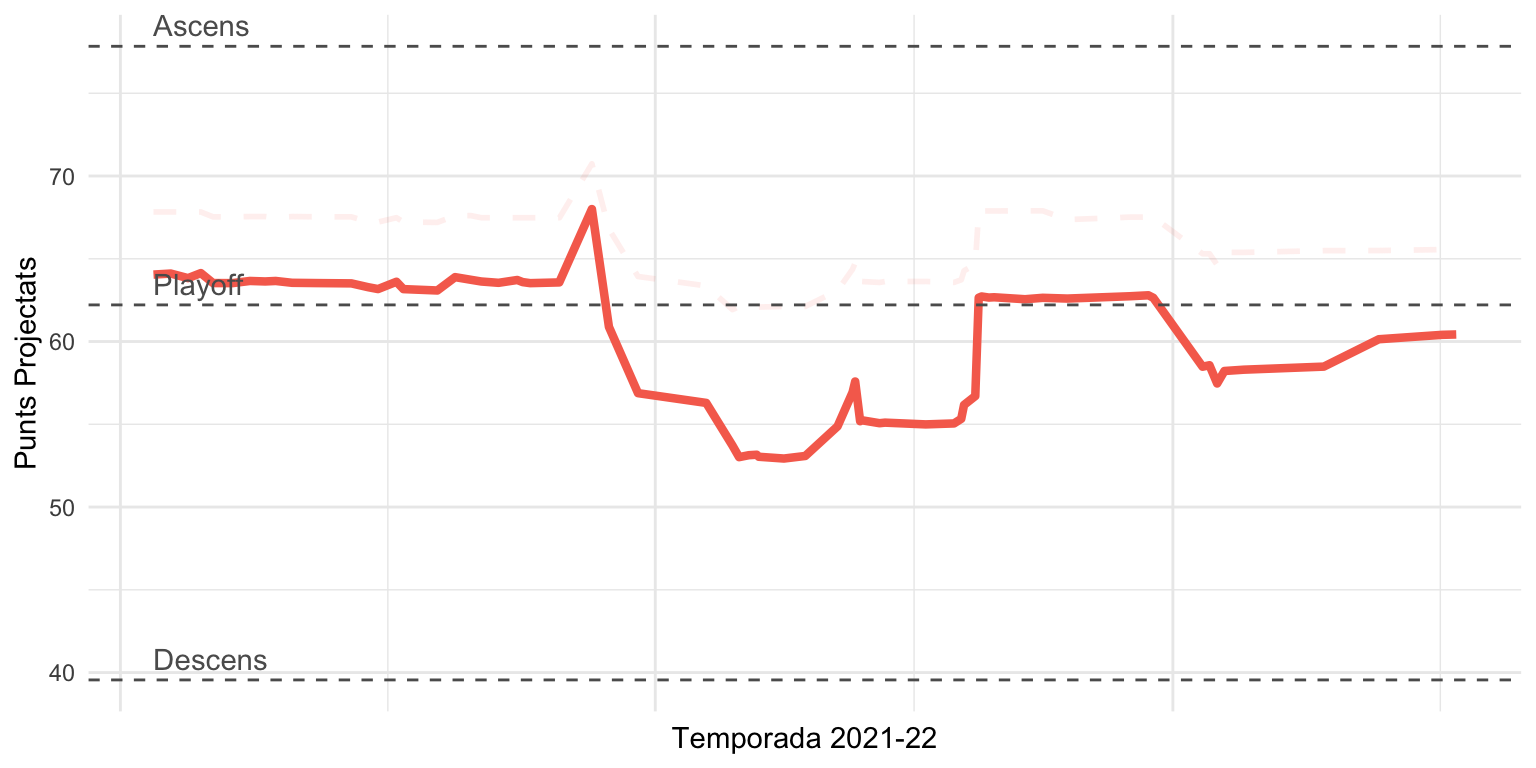 Ascens
70
Playoff
60
50
Descens
40
Punts Projectats
Temporada 2021-22